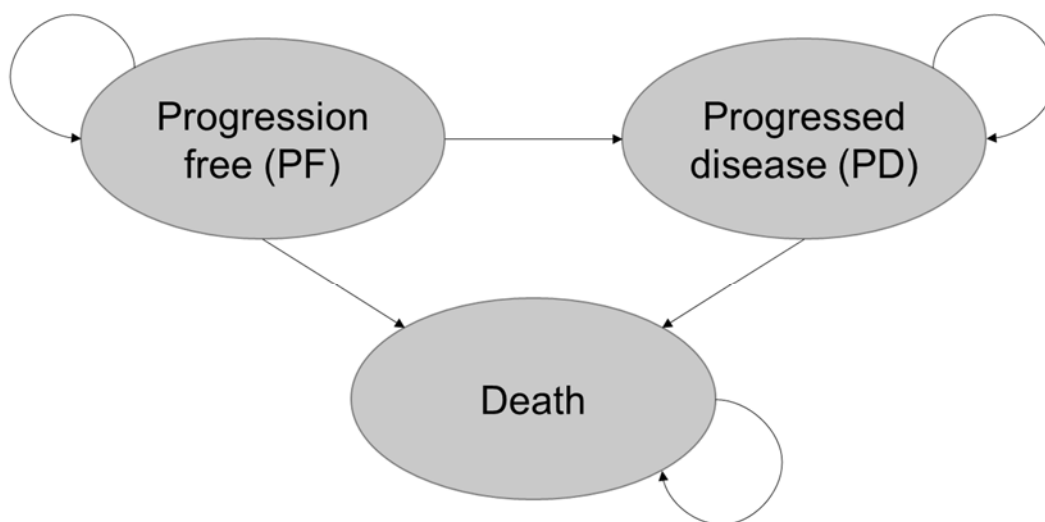 Progression
free (PF)
Progressed
disease (PD)
Death